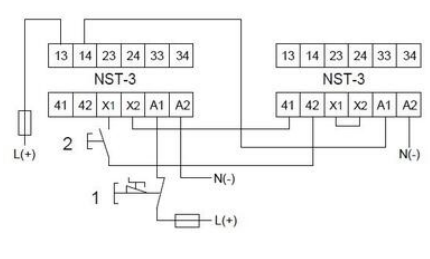 13 14 23 24 33 34
NST-3
41 42 X1 X2 A1 A2
13 14 23 24 33 34
NST-3
41 42 X1 X2 A1 A2
L(+)
2
N(-)
N(-)
1
L(+)